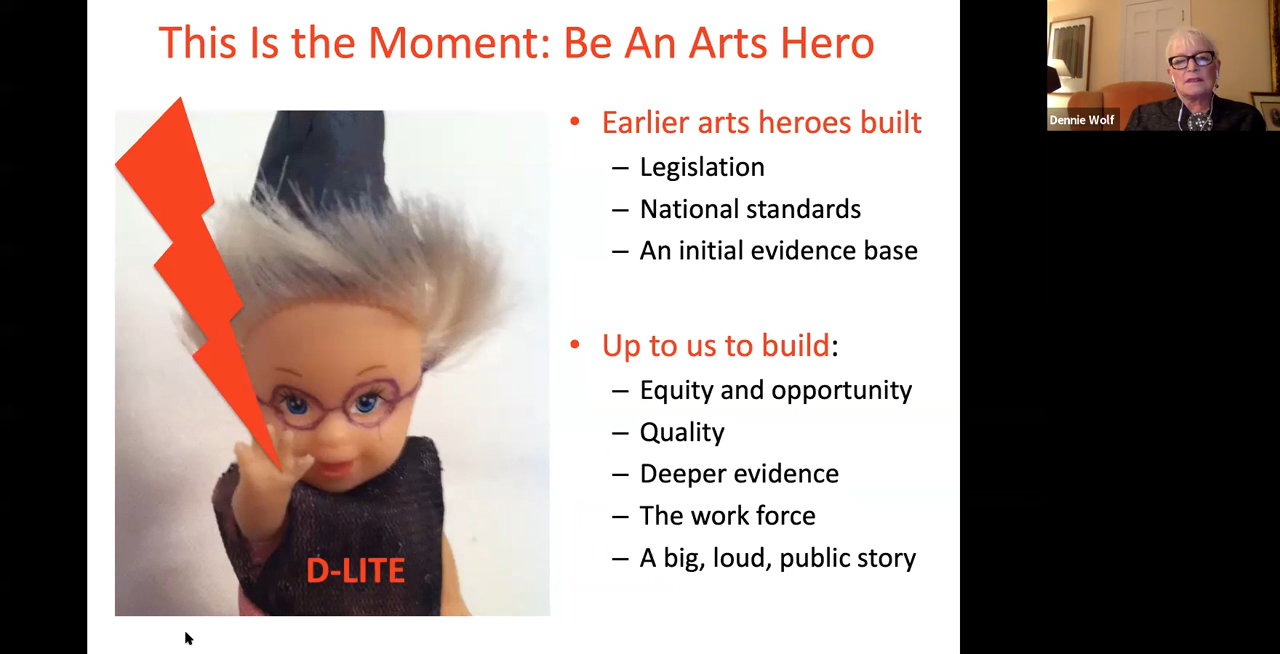 This Is the Moment: Be An Arts Hero
• Earlier arts heroes built
– Legislation
– National standards
– An initial evidence base
• Up to us to build:
– Equity and opportunity
– Quality
– Deeper evidence
– The work force
– A big, loud, public story
D-LITE
Dennie Wolf